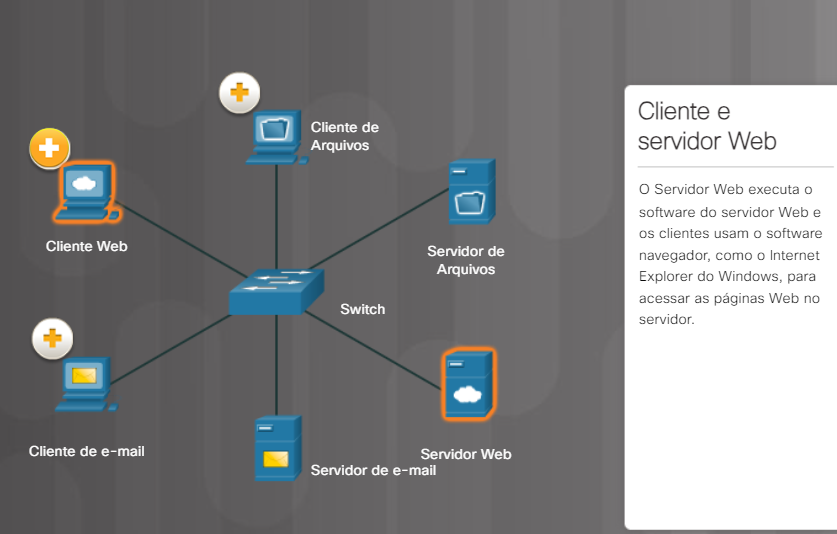 Cliente de
Arquivos
Cliente Web
Servidor de
Arquivos
Switch
Cliente de e-mail
Servidor de e-mail
Servidor Web
Cliente e
servidor Web
O Servidor Web executa o
software do servidor Web e
os clientes usam o software
navegador, como o Internet
Explorer do Windows, para
acessar as páginas Web no
servidor.